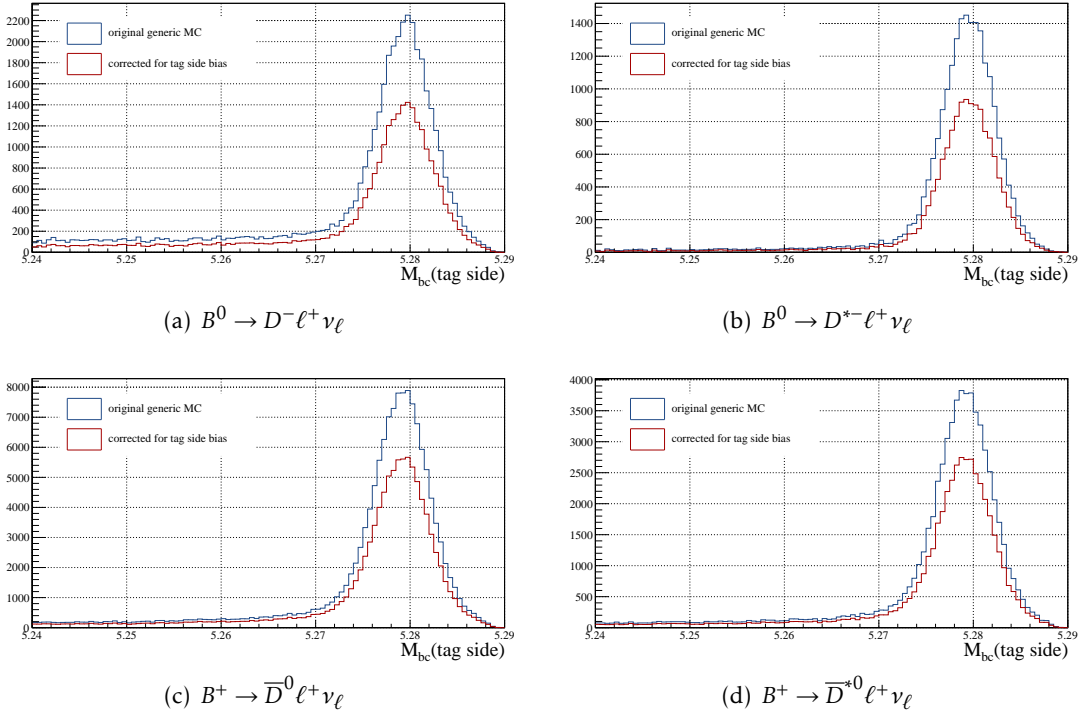 2200
2000
1800
1600
1400
1200
1000
800
600
400
200
0
original generic MC
corrected for tag side bias
5.24 5.25 5.26 5.27 5.28 5.29
M_bc(tag side)
(a) B⁰ → D⁻ℓ⁺ν_ℓ
1400
1200
1000
800
600
400
200
0
original generic MC
corrected for tag side bias
5.24 5.25 5.26 5.27 5.28 5.29
M_bc(tag side)
(b) B⁰ → D*⁻ℓ⁺ν_ℓ
8000
7000
6000
5000
4000
3000
2000
1000
0
original generic MC
corrected for tag side bias
5.24 5.25 5.26 5.27 5.28 5.29
M_bc(tag side)
(c) B⁺ → D̅⁰ℓ⁺ν_ℓ
4000
3500
3000
2500
2000
1500
1000
500
0
original generic MC
corrected for tag side bias
5.24 5.25 5.26 5.27 5.28 5.29
M_bc(tag side)
(d) B⁺ → D̅*⁰ℓ⁺ν_ℓ